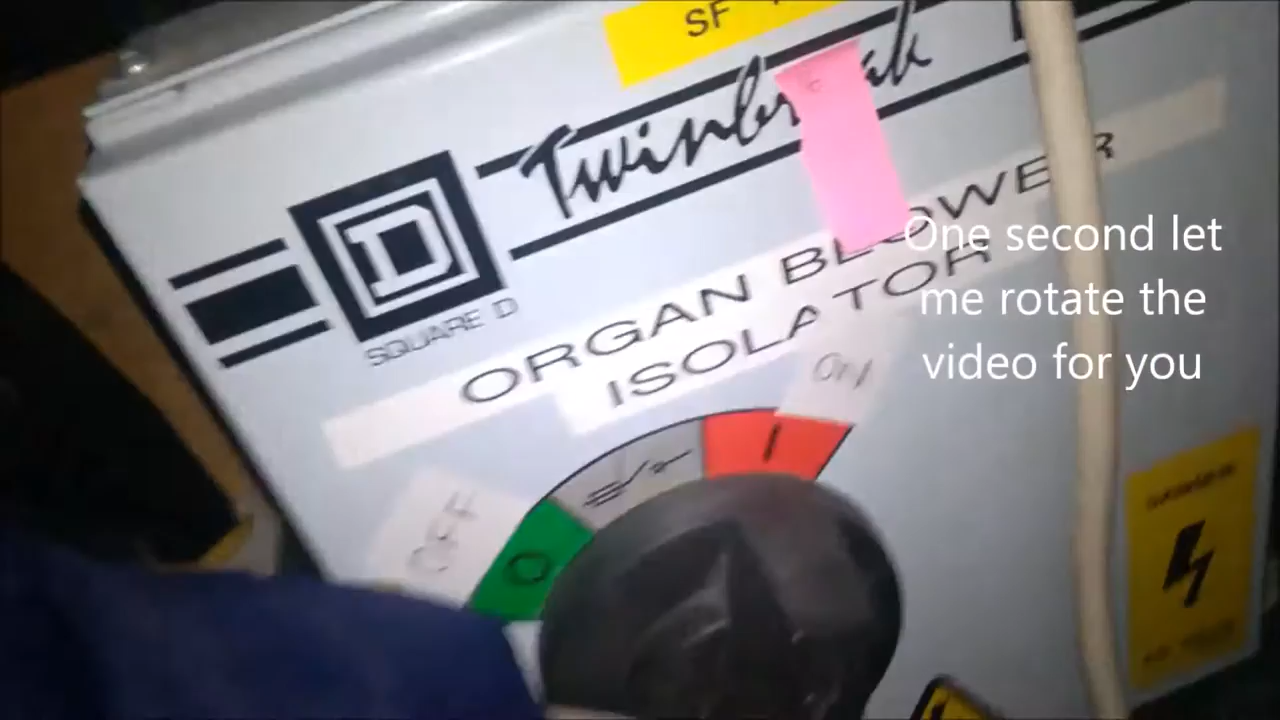 SF
Twinbreak
D
SQUARE D
ORGAN BLOWER
ISOLATOR
ON
I
OFF
O
One second let
me rotate the
video for you